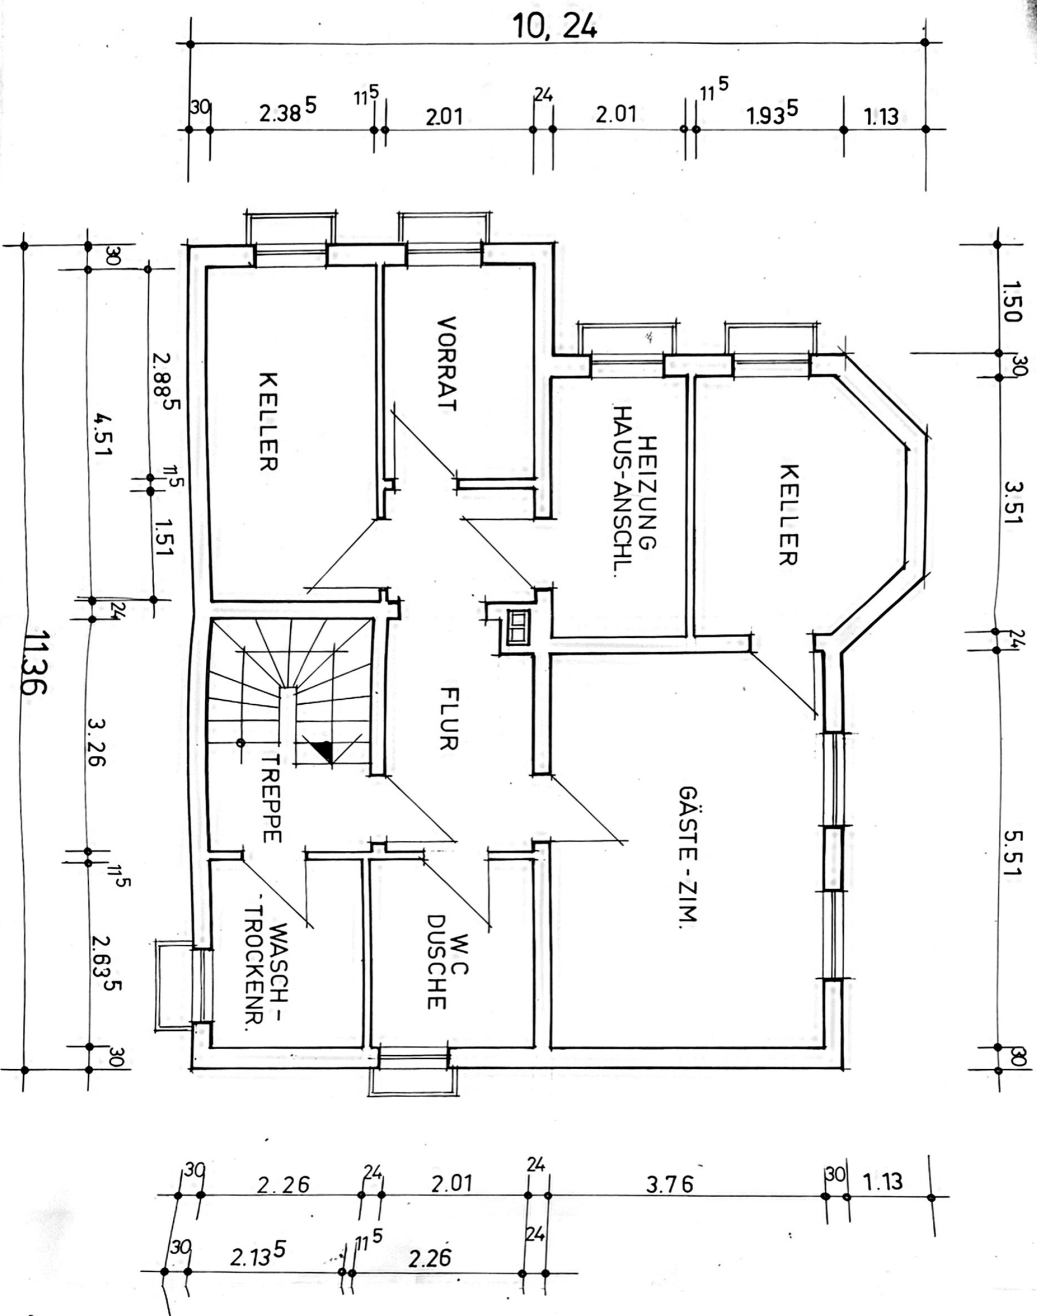 10,24
30 2.38⁵ 11⁵ 2.01 24 2.01 11⁵ 1.93⁵ 1.13
30
4.51
24
3.26
11⁵
2.63⁵
30
2.88⁵
11⁵
1.51
11.36
1.50
30
3.51
24
5.51
30
KELLER
VORRAT
HEIZUNG
HAUS-ANSCHL.
KELLER
FLUR
TREPPE
GÄSTE-ZIM.
WASCH-
-TROCKENR.
WC
DUSCHE
30 2.26 24 2.01 24 3.76 30 1.13
30 2.13⁵ 11⁵ 2.26 24